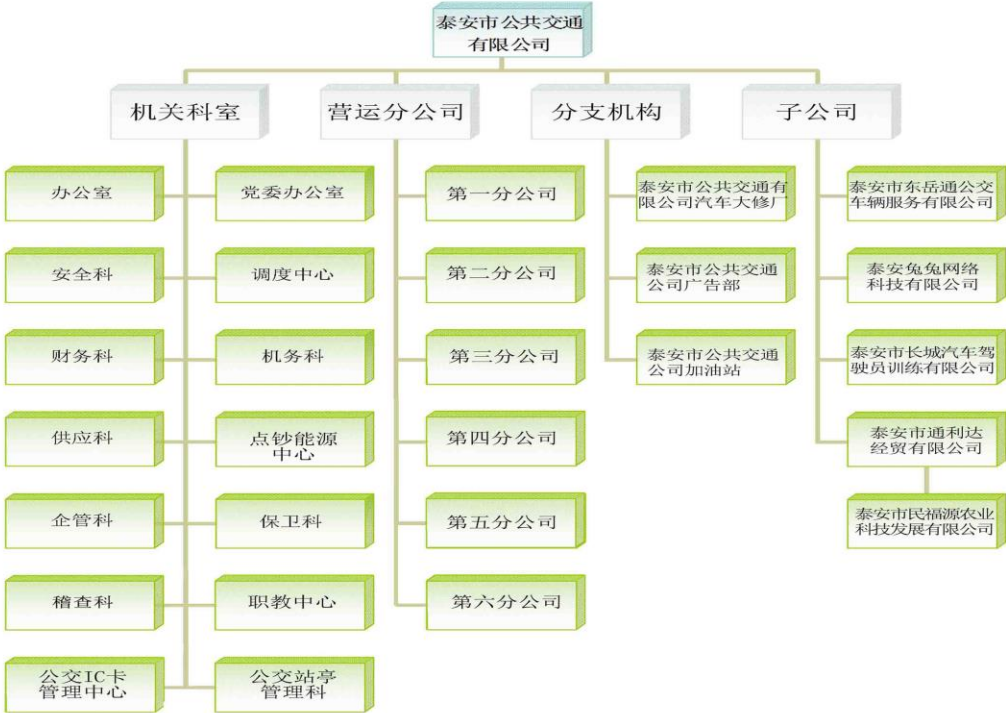 泰安市公共交通
有限公司
机关科室
营运分公司
分支机构
子公司
办公室
党委办公室
第一分公司
泰安市公共交通有
限公司汽车大修厂
泰安市东岳通公交
车辆服务有限公司
安全科
调度中心
第二分公司
泰安市公共交通
公司广告部
泰安兔兔网络
科技有限公司
财务科
机务科
第三分公司
泰安市公共交通
公司加油站
泰安市长城汽车驾
驶员训练有限公司
供应科
点钞能源
中心
第四分公司
泰安市通利达
经贸有限公司
企管科
保卫科
第五分公司
泰安市民福源农业
科技发展有限公司
稽查科
职教中心
第六分公司
公交IC卡
管理中心
公交站亭
管理科